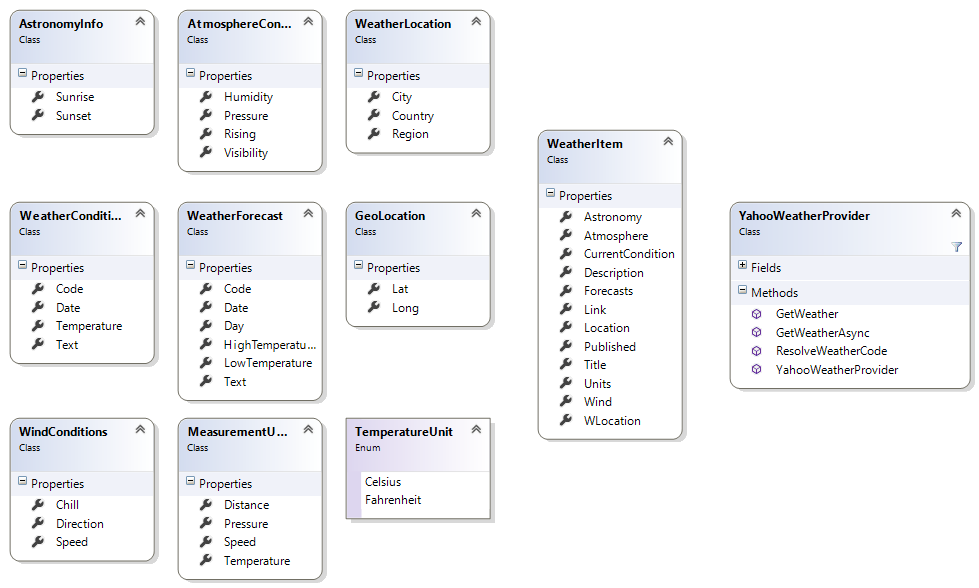 AstronomyInfo
Class
Properties
Sunrise
Sunset
AtmosphereCon...
Class
Properties
Humidity
Pressure
Rising
Visibility
WeatherLocation
Class
Properties
City
Country
Region
WeatherConditi...
Class
Properties
Code
Date
Temperature
Text
WeatherForecast
Class
Properties
Code
Date
Day
HighTemperatu...
LowTemperature
Text
GeoLocation
Class
Properties
Lat
Long
WindConditions
Class
Properties
Chill
Direction
Speed
MeasurementU...
Class
Properties
Distance
Pressure
Speed
Temperature
TemperatureUnit
Enum
Celsius
Fahrenheit
WeatherItem
Class
Properties
Astronomy
Atmosphere
CurrentCondition
Description
Forecasts
Link
Location
Published
Title
Units
Wind
WLocation
YahooWeatherProvider
Class
Fields
Methods
GetWeather
GetWeatherAsync
ResolveWeatherCode
YahooWeatherProvider